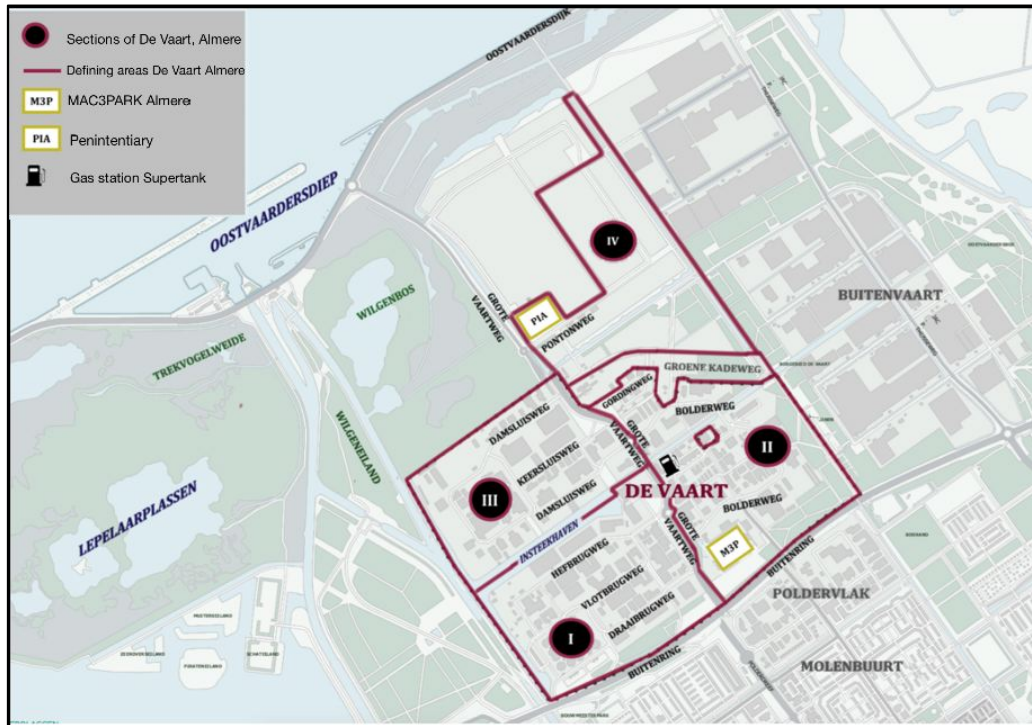 Sections of De Vaart, Almere
Defining areas De Vaart Almere
M3P MAC3PARK Almere
PIA Penintentiary
Gas station Supertank
OOSTVAARDERSDIJK
OOSTVAARDERSDIEP
IV
BUITENVAART
WILGENBOS
GROTE
VAARTWEG
PIA
PONTONWEG
TREKVOGELWEIDE
GROENE KADEWEG
GORDINGWEG
BOLDERWEG
DAMSLUISWEG
WILGENEILAND
GROTE
VAARTWEG
II
KEERSLUISWEG
III
DE VAART
DAMSLUISWEG
BOLDERWEG
LEPELAARPLASSEN
INSTEEKHAVEN
GROTE
VAARTWEG
M3P
HEFBRUGWEG
BUITENRING
VLOTBRUGWEG
POLDERVLAK
DRAAIBRUGWEG
I
BUITENRING
MOLENBUURT